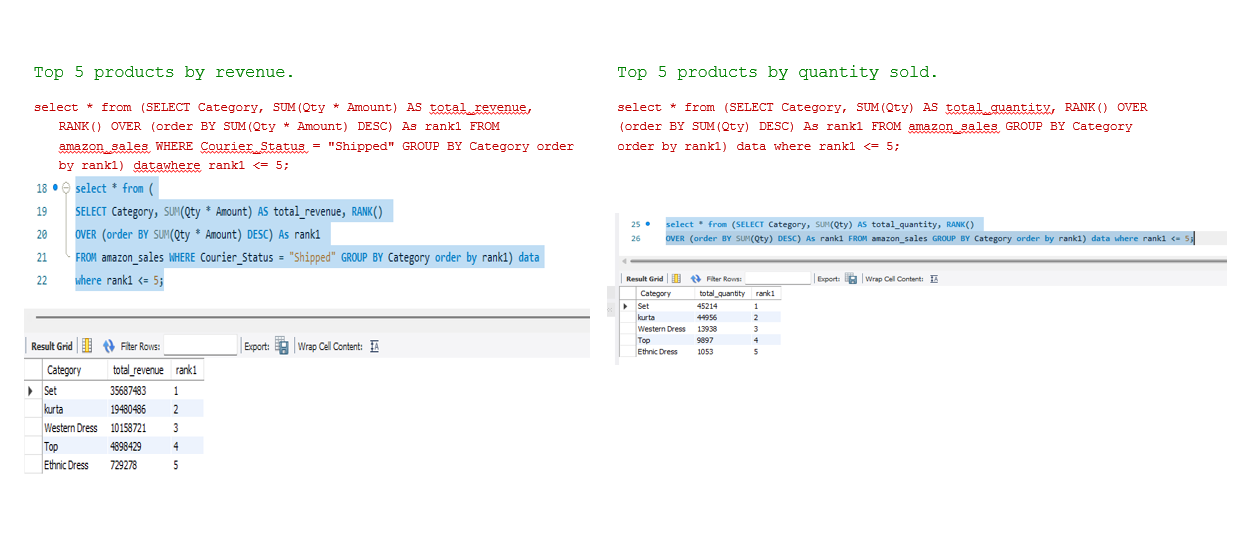 Top 5 products by revenue.
select * from (SELECT Category, SUM(Qty * Amount) AS total_revenue,
RANK() OVER (order BY SUM(Qty * Amount) DESC) As rank1 FROM
amazon_sales WHERE Courier_Status = "Shipped" GROUP BY Category order
by rank1) datawhere rank1 <= 5;
18 select * from (
19 SELECT Category, SUM(Qty * Amount) AS total_revenue, RANK()
20 OVER (order BY SUM(Qty * Amount) DESC) As rank1
21 FROM amazon_sales WHERE Courier_Status = "Shipped" GROUP BY Category order by rank1) data
22 where rank1 <= 5;
Result Grid Filter Rows: Export: Wrap Cell Content:
Category total_revenue rank1
Set 35687483 1
kurta 19480486 2
Western Dress 10158721 3
Top 4898429 4
Ethnic Dress 729278 5
Top 5 products by quantity sold.
select * from (SELECT Category, SUM(Qty) AS total_quantity, RANK() OVER
(order BY SUM(Qty) DESC) As rank1 FROM amazon_sales GROUP BY Category
order by rank1) data where rank1 <= 5;
25 select * from (SELECT Category, SUM(Qty) AS total_quantity, RANK()
26 OVER (order BY SUM(Qty) DESC) As rank1 FROM amazon_sales GROUP BY Category order by rank1) data where rank1 <= 5;
Result Grid Filter Rows: Export: Wrap Cell Content:
Category total_quantity rank1
Set 45214 1
kurta 44956 2
Western Dress 13938 3
Top 9897 4
Ethnic Dress 1053 5